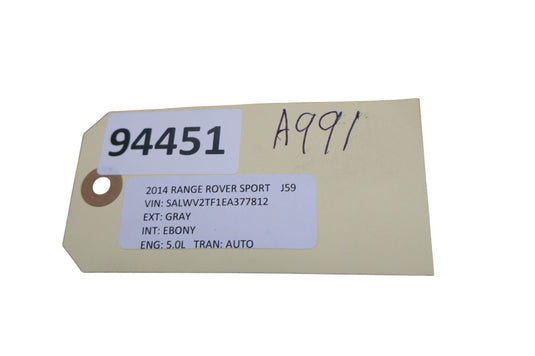 94451
A991
2014 RANGE ROVER SPORT J59
VIN: SALWV2TF1EA377812
EXT: GRAY
INT: EBONY
ENG: 5.0L TRAN: AUTO